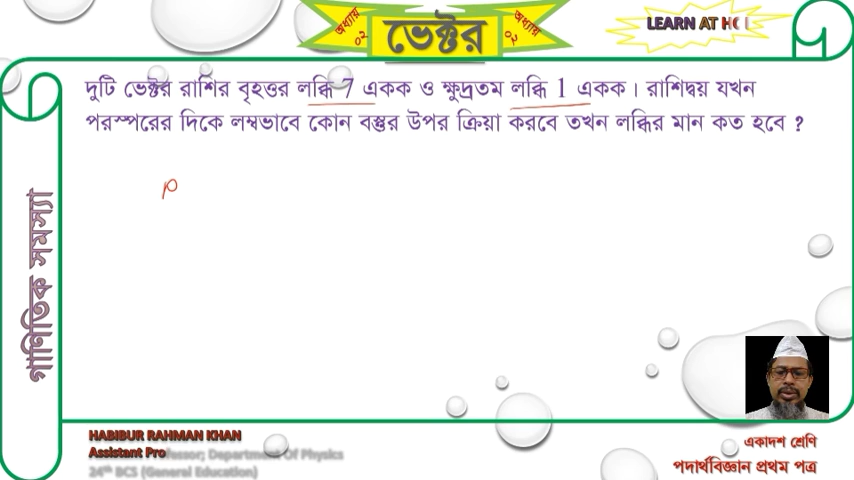 অধ্যায় ০২
ভেক্টর
অধ্যায় ০২
LEARN AT HOME
দুটি ভেক্টর রাশির বৃহত্তর লব্ধি 7 একক ও ক্ষুদ্রতম লব্ধি 1 একক। রাশিদ্বয় যখন
পরস্পরের দিকে লম্বভাবে কোন বস্তুর উপর ক্রিয়া করবে তখন লব্ধির মান কত হবে ?
P
গাণিতিক সমস্যা
HABIBUR RAHMAN KHAN
Assistant Professor; Department Of Physics
24th BCS (General Education)
একাদশ শ্রেণি
পদার্থবিজ্ঞান প্রথম পত্র